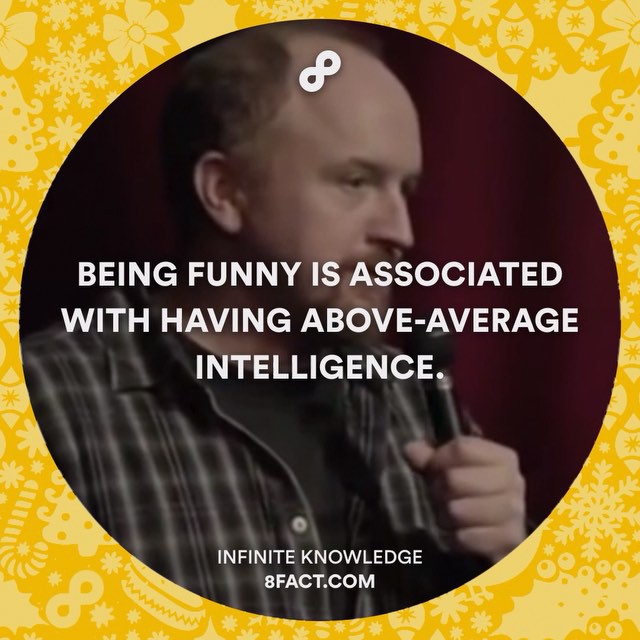 BEING FUNNY IS ASSOCIATED
WITH HAVING ABOVE-AVERAGE
INTELLIGENCE.
INFINITE KNOWLEDGE
8FACT.COM